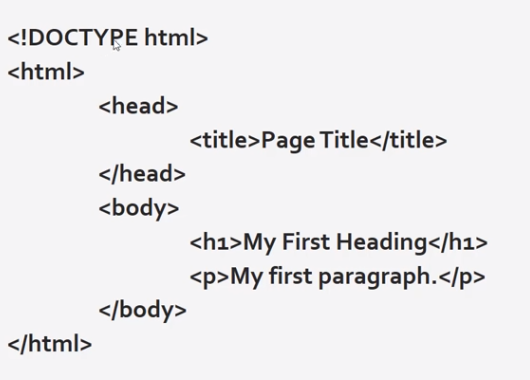 <!DOCTYPE html>
<html>
<head>
<title>Page Title</title>
</head>
<body>
<h1>My First Heading</h1>
<p>My first paragraph.</p>
</body>
</html>